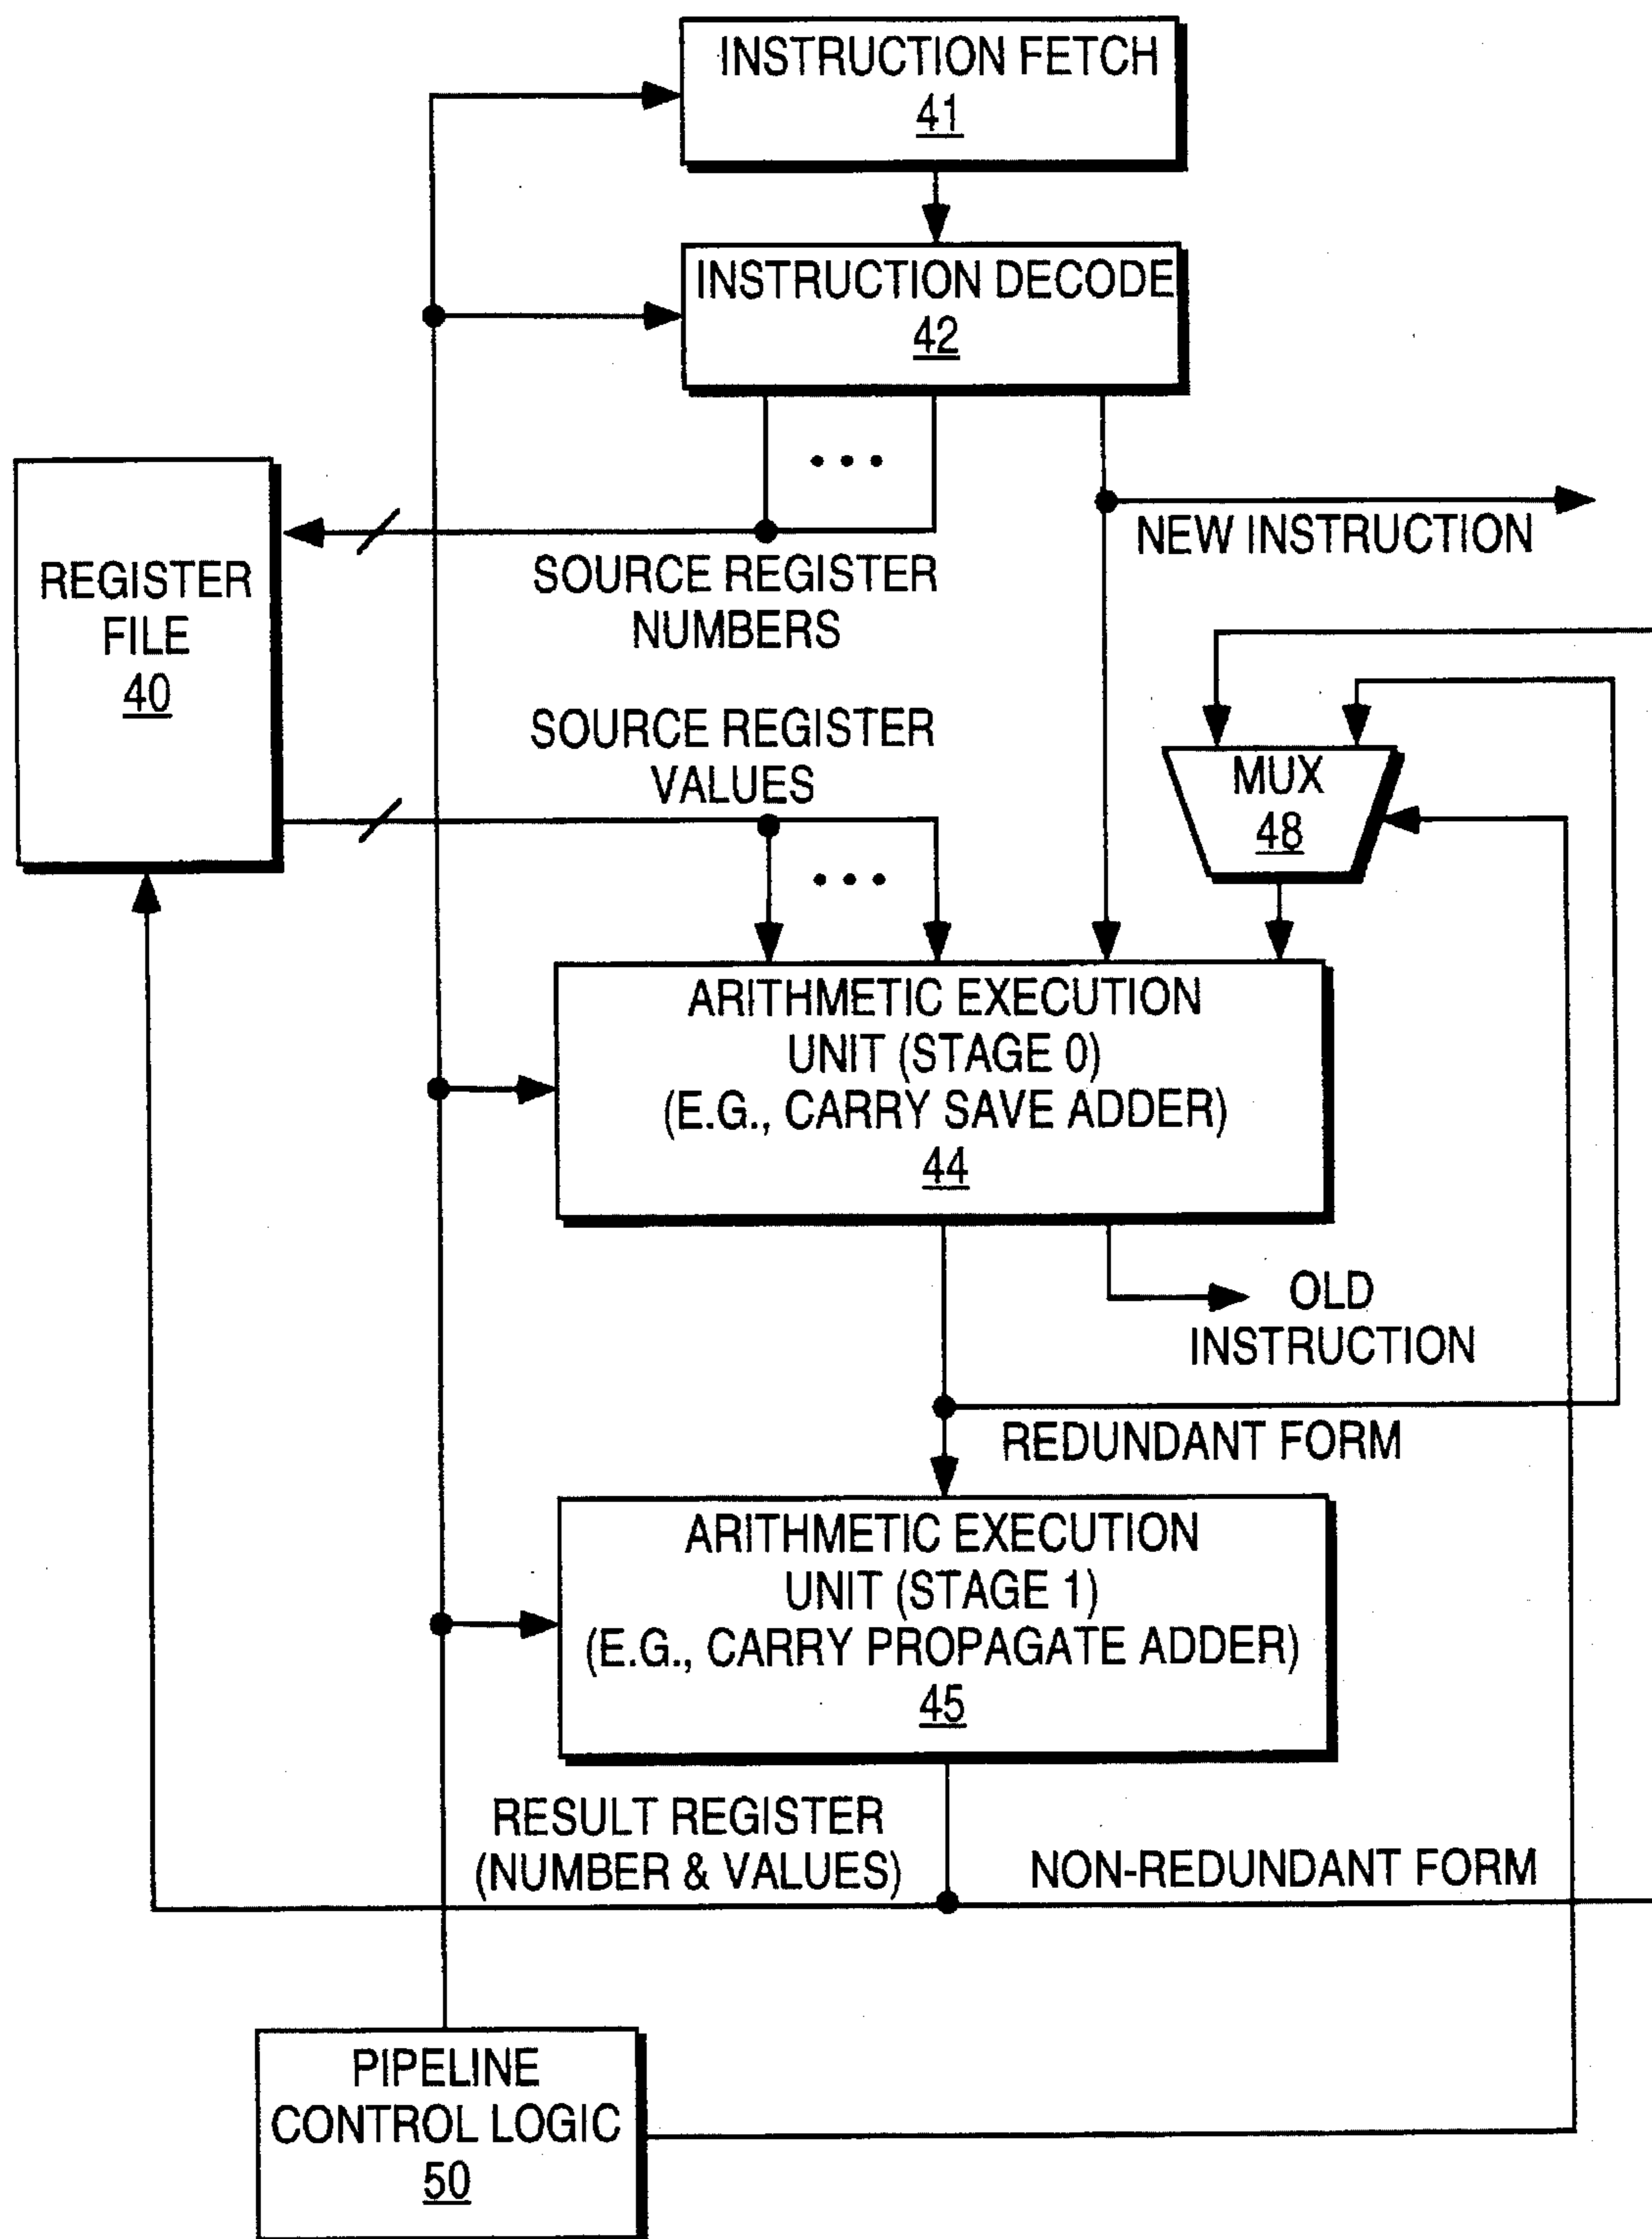 INSTRUCTION FETCH
41
INSTRUCTION DECODE
42
NEW INSTRUCTION
SOURCE REGISTER
NUMBERS
REGISTER
FILE
40
SOURCE REGISTER
VALUES
MUX
48
ARITHMETIC EXECUTION
UNIT (STAGE 0)
(E.G., CARRY SAVE ADDER)
44
OLD
INSTRUCTION
REDUNDANT FORM
ARITHMETIC EXECUTION
UNIT (STAGE 1)
(E.G., CARRY PROPAGATE ADDER)
45
RESULT REGISTER
(NUMBER & VALUES)
NON-REDUNDANT FORM
PIPELINE
CONTROL LOGIC
50